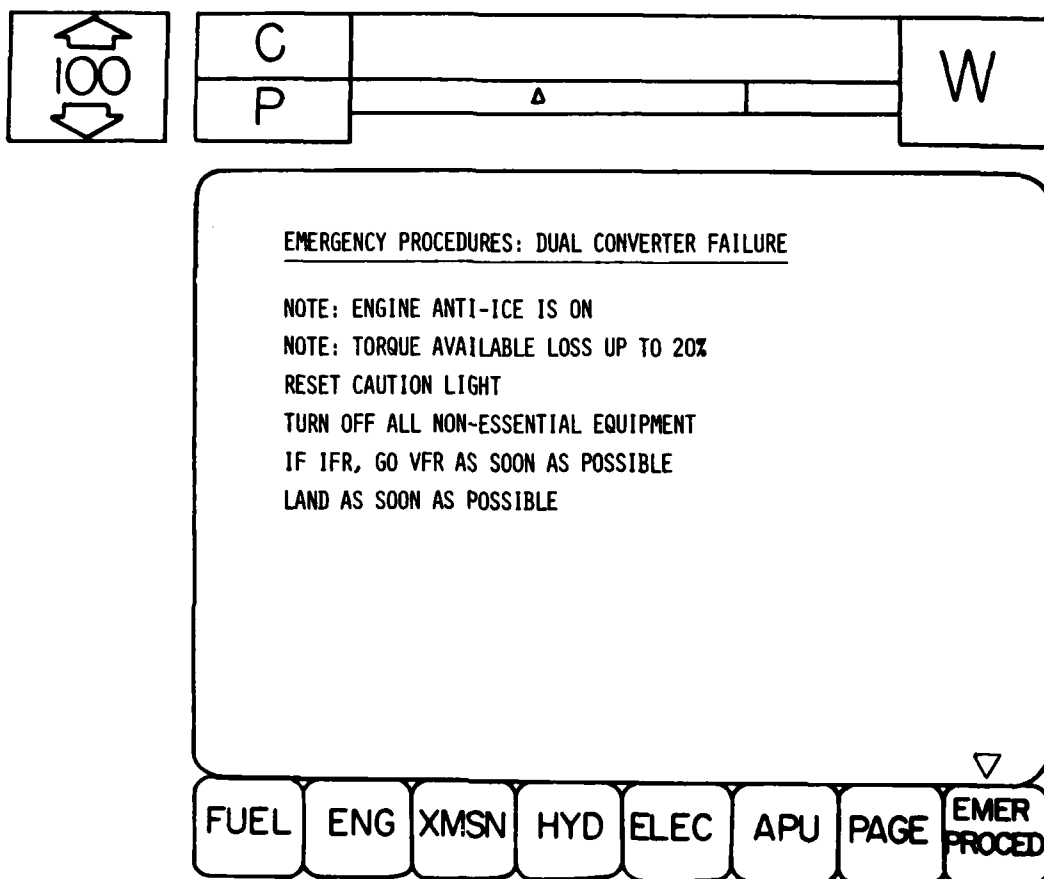 100
C
P
W
EMERGENCY PROCEDURES: DUAL CONVERTER FAILURE
NOTE: ENGINE ANTI-ICE IS ON
NOTE: TORQUE AVAILABLE LOSS UP TO 20%
RESET CAUTION LIGHT
TURN OFF ALL NON-ESSENTIAL EQUIPMENT
IF IFR, GO VFR AS SOON AS POSSIBLE
LAND AS SOON AS POSSIBLE
FUEL ENG XMSN HYD ELEC APU PAGE EMER PROCED